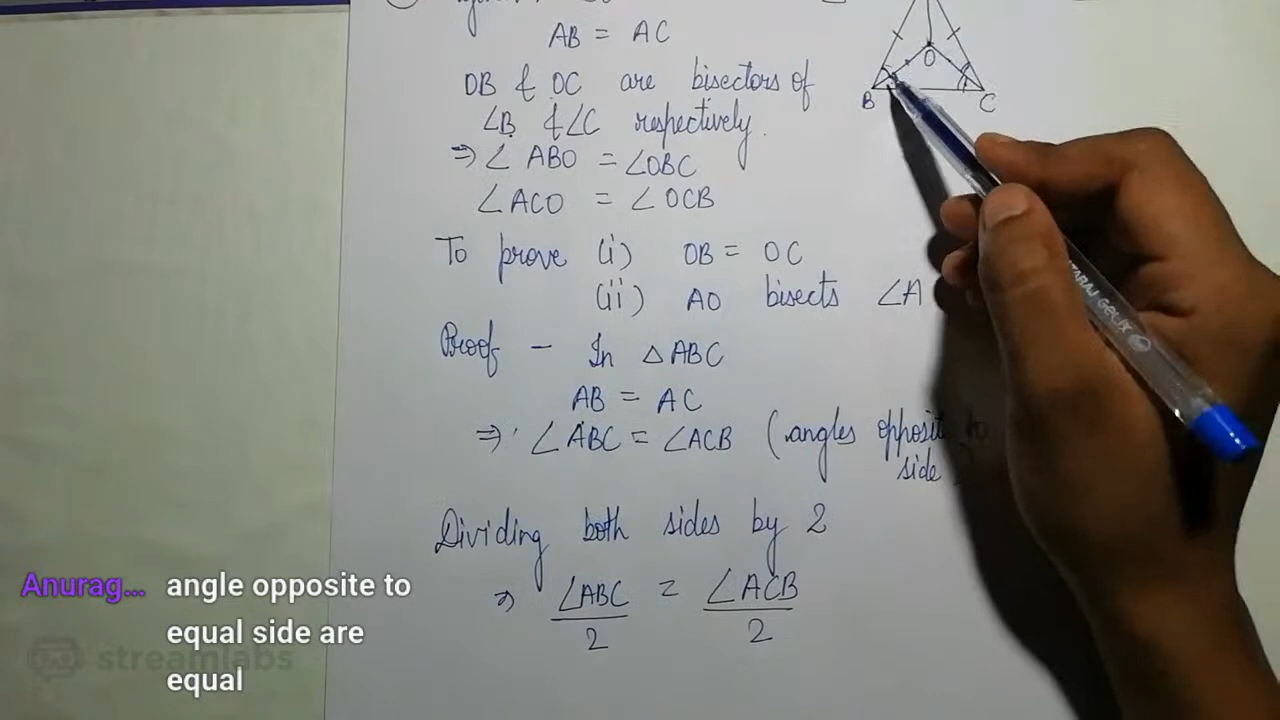 AB = AC
OB & OC are bisectors of
∠B & ∠C respectively.
⇒ ∠ABO = ∠OBC
∠ACO = ∠OCB
To prove (i) OB = OC
(ii) AO bisects ∠A
Proof – In △ABC
AB = AC
⇒ ∠ABC = ∠ACB (angles opposite to
side
Dividing both sides by 2
⇒ ∠ABC/2 = ∠ACB/2
O
B
C
GELIX
Anurag... angle opposite to
equal side are
equal
streamlabs